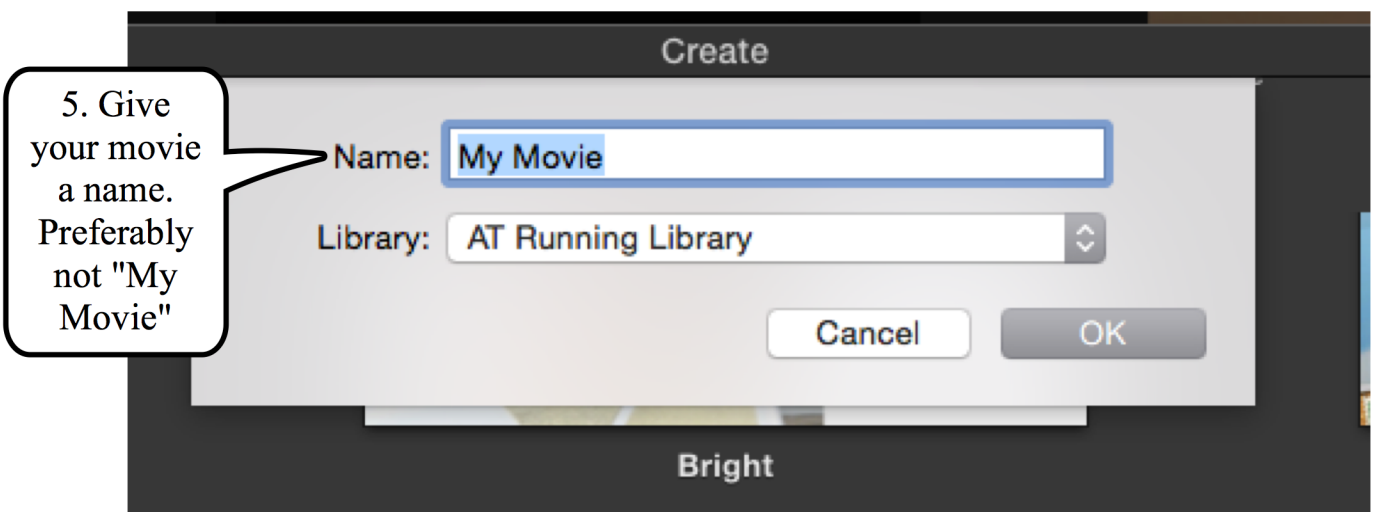 Create
5. Give
your movie
a name.
Preferably
not "My
Movie"
Name: My Movie
Library: AT Running Library
Cancel OK
Bright